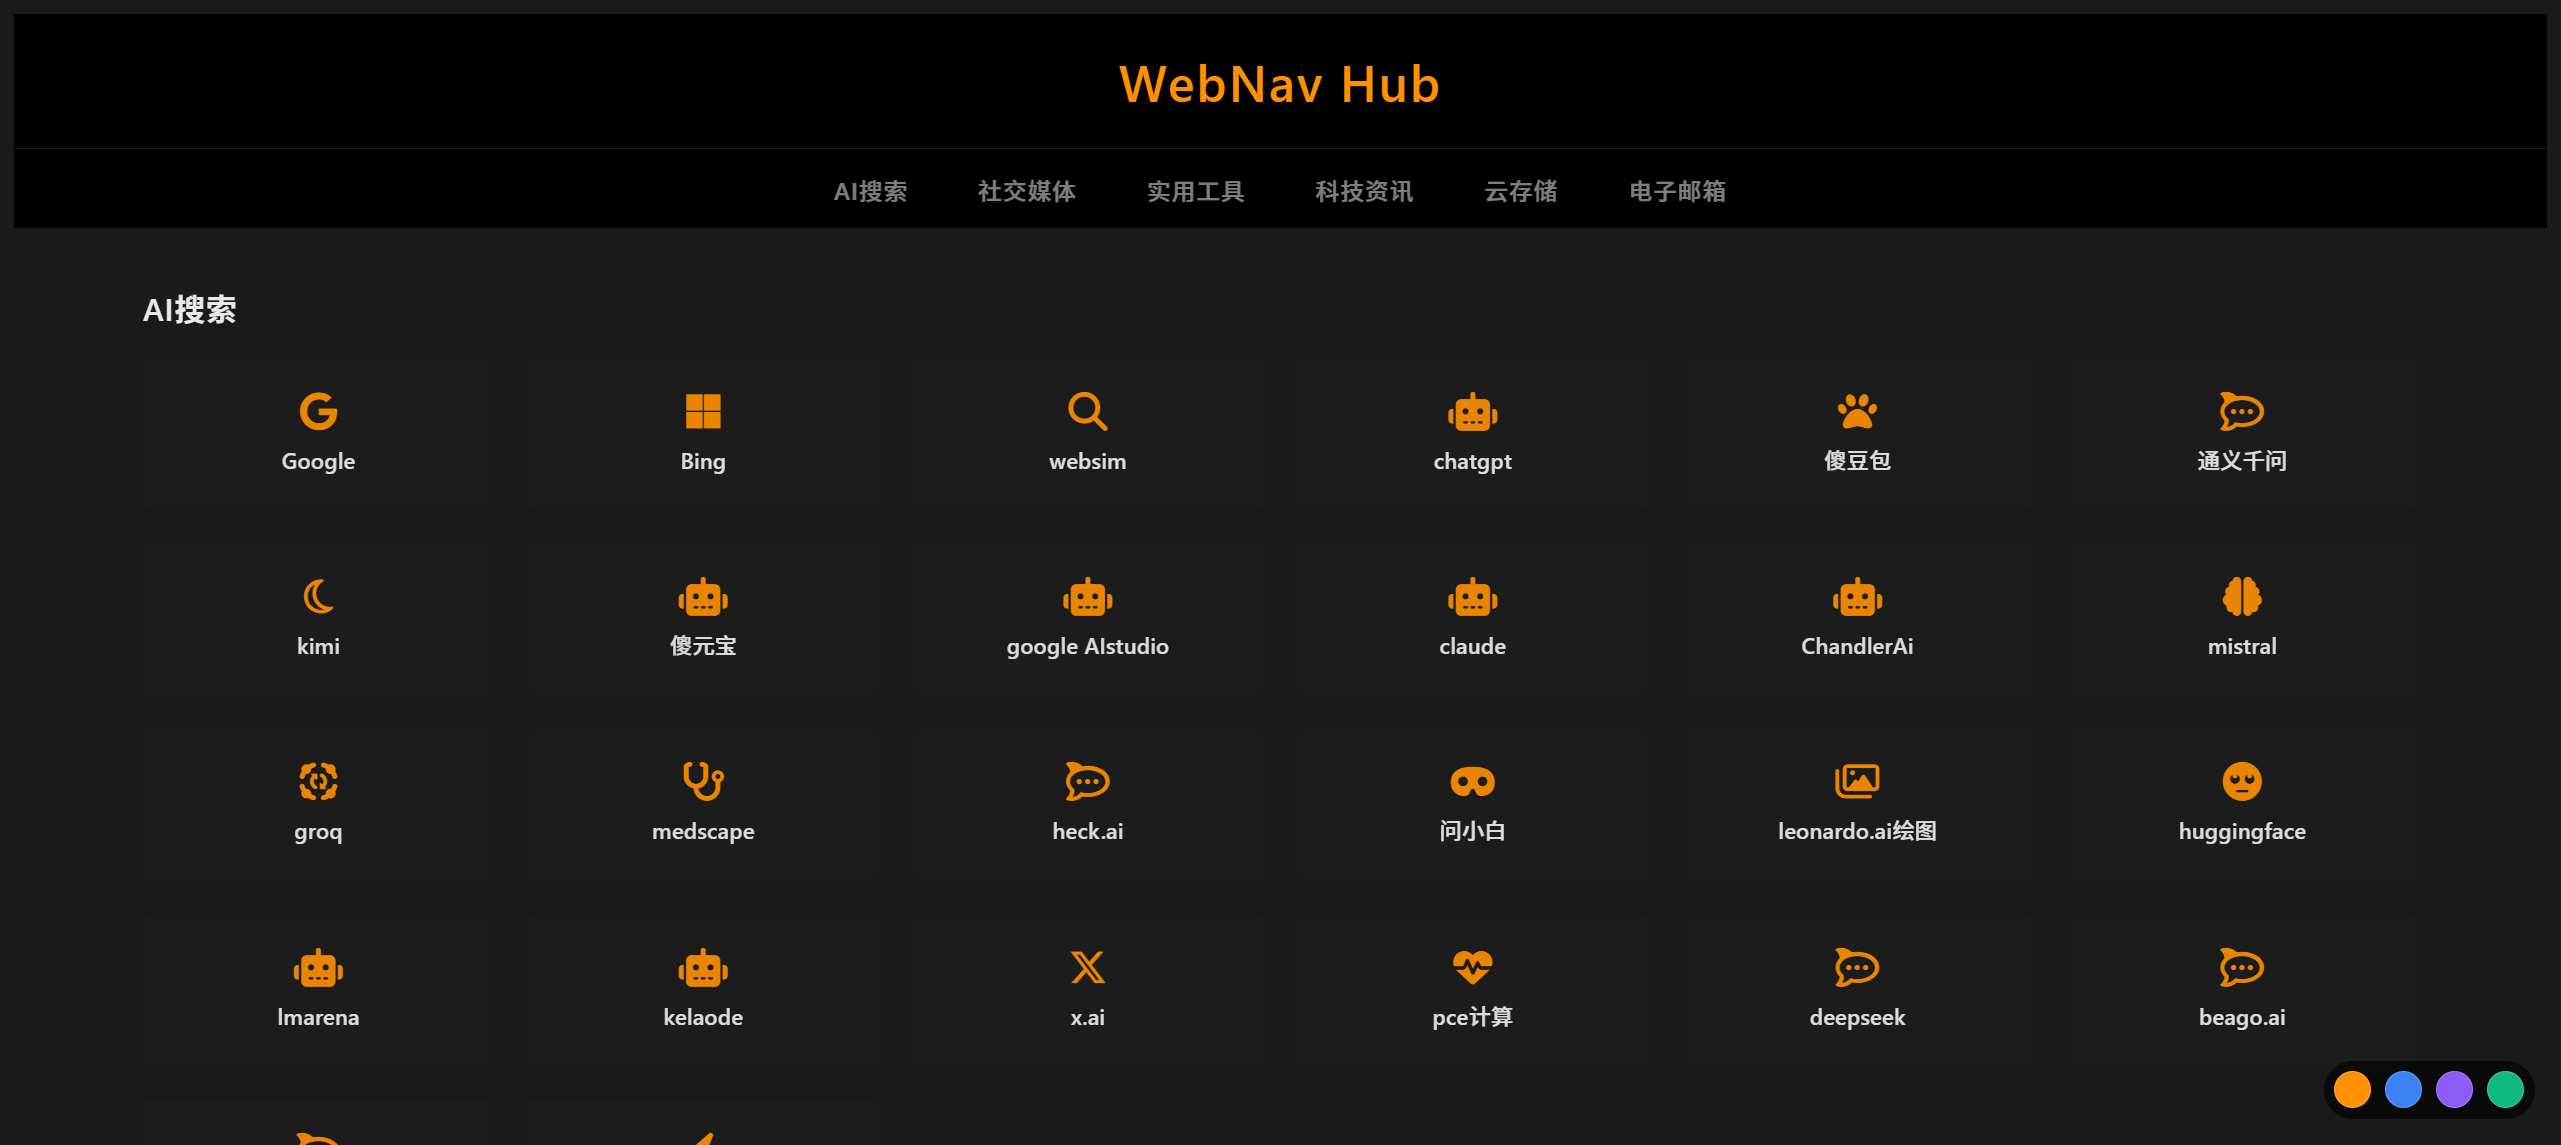 WebNav Hub
AI搜索 社交媒体 实用工具 科技资讯 云存储 电子邮箱
AI搜索
Google Bing websim chatgpt 傻豆包 通义千问
kimi 傻元宝 google AIstudio claude ChandlerAi mistral
groq medscape heck.ai 问小白 leonardo.ai绘图 huggingface
lmarena kelaode x.ai pce计算 deepseek beago.ai